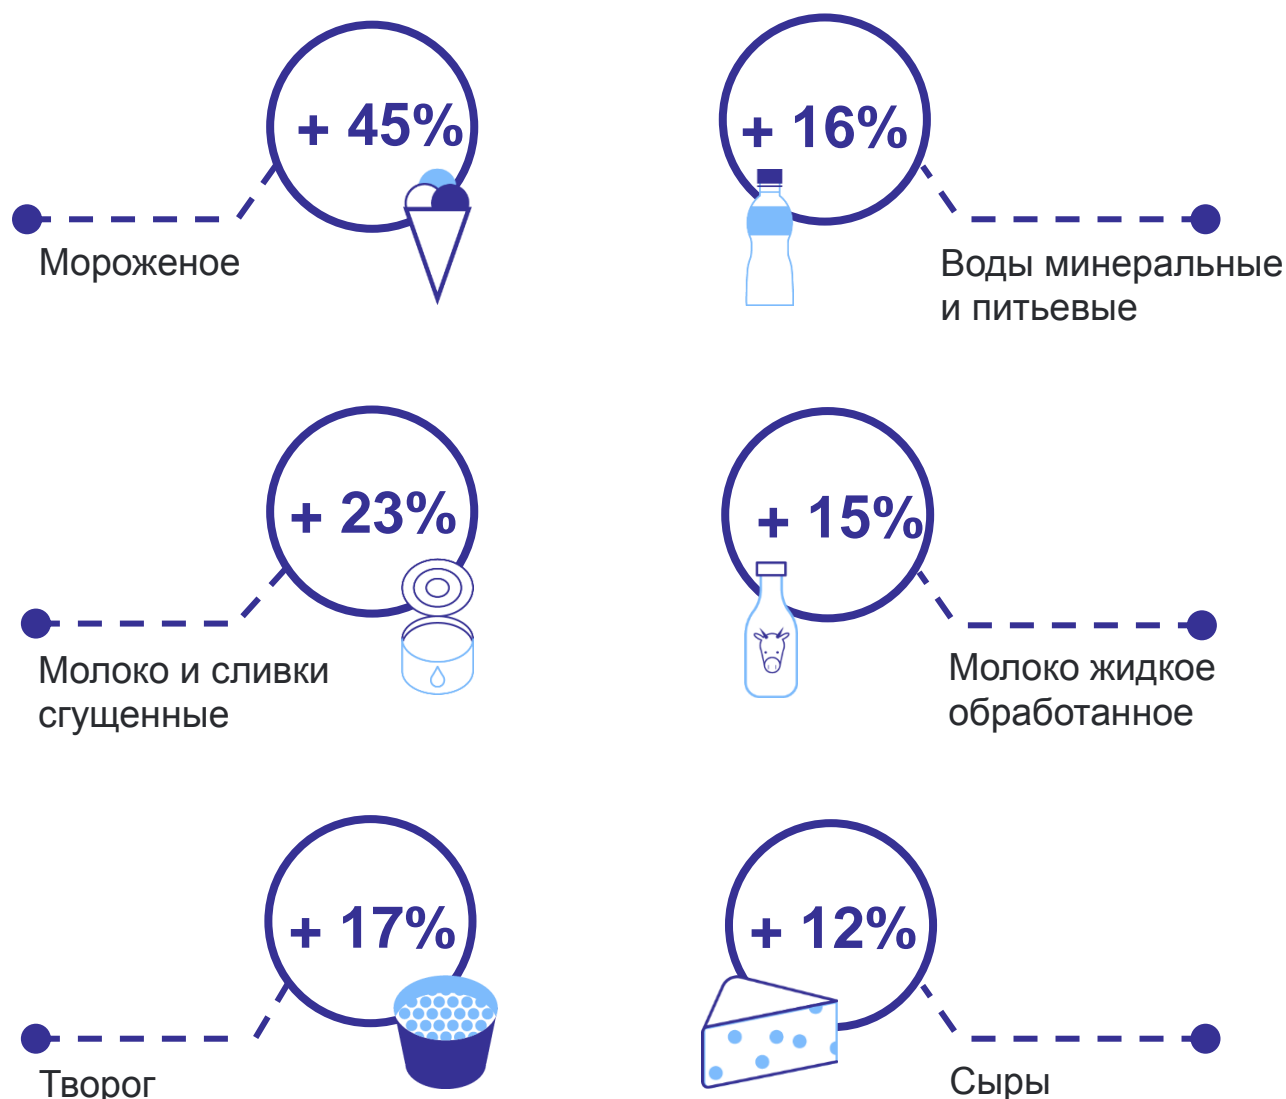 + 45%
Мороженое
+ 16%
Воды минеральные
и питьевые
+ 23%
Молоко и сливки
сгущенные
+ 15%
Молоко жидкое
обработанное
+ 17%
Творог
+ 12%
Сыры